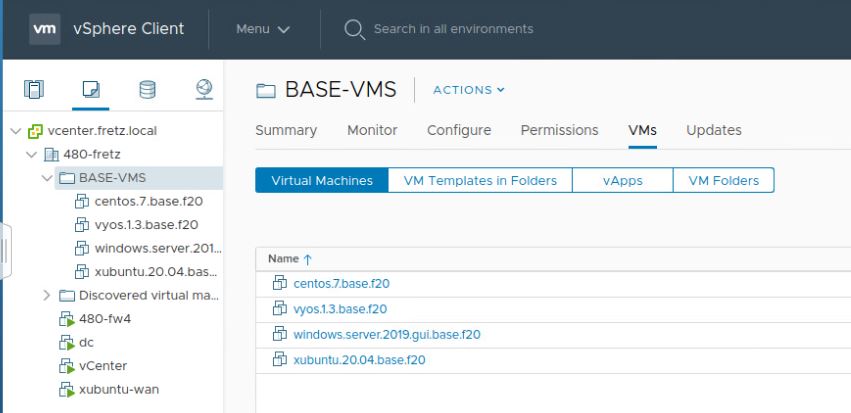 vm vSphere Client Menu Search in all environments
BASE-VMS ACTIONS
Summary Monitor Configure Permissions VMs Updates
Virtual Machines VM Templates in Folders vApps VM Folders
vcenter.fretz.local
480-fretz
BASE-VMS
centos.7.base.f20
vyos.1.3.base.f20
windows.server.201...
xubuntu.20.04.bas...
Discovered virtual ma...
480-fw4
dc
vCenter
xubuntu-wan
Name
centos.7.base.f20
vyos.1.3.base.f20
windows.server.2019.gui.base.f20
xubuntu.20.04.base.f20